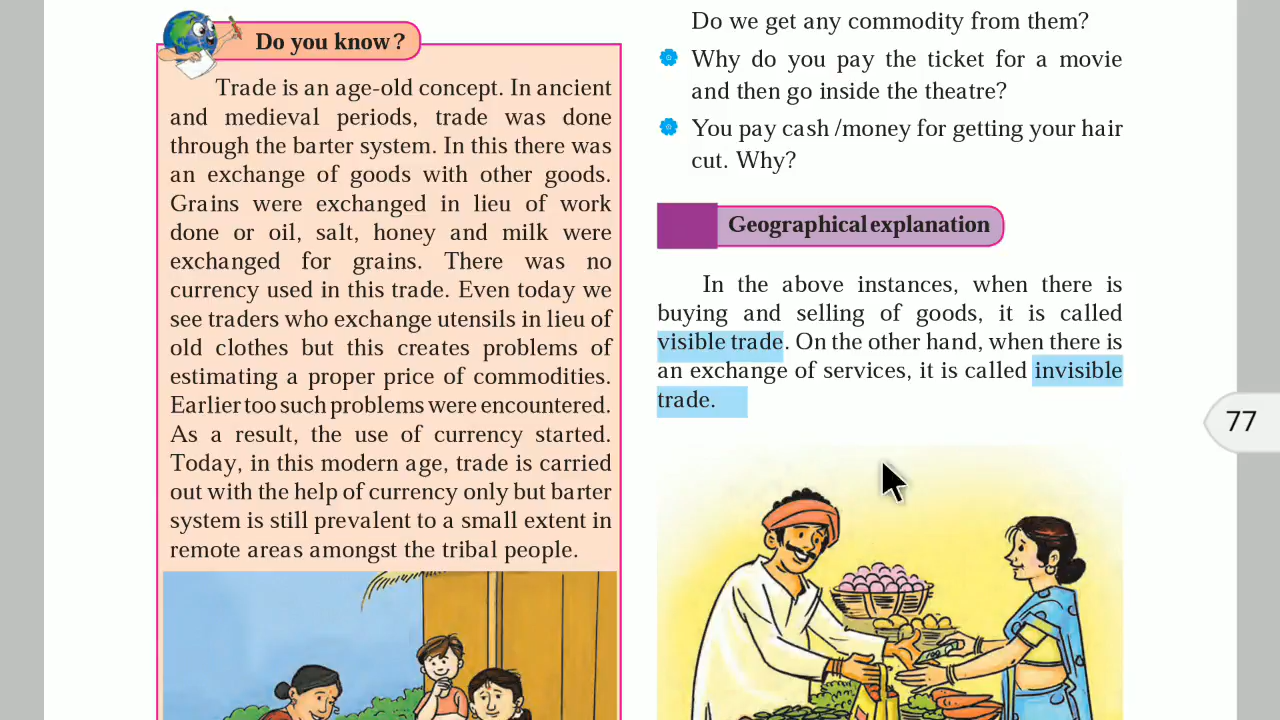 Do you know?
Trade is an age-old concept. In ancient
and medieval periods, trade was done
through the barter system. In this there was
an exchange of goods with other goods.
Grains were exchanged in lieu of work
done or oil, salt, honey and milk were
exchanged for grains. There was no
currency used in this trade. Even today we
see traders who exchange utensils in lieu of
old clothes but this creates problems of
estimating a proper price of commodities.
Earlier too such problems were encountered.
As a result, the use of currency started.
Today, in this modern age, trade is carried
out with the help of currency only but barter
system is still prevalent to a small extent in
remote areas amongst the tribal people.
Do we get any commodity from them?
Why do you pay the ticket for a movie
and then go inside the theatre?
You pay cash /money for getting your hair
cut. Why?
Geographical explanation
In the above instances, when there is
buying and selling of goods, it is called
visible trade. On the other hand, when there is
an exchange of services, it is called invisible
trade.
77